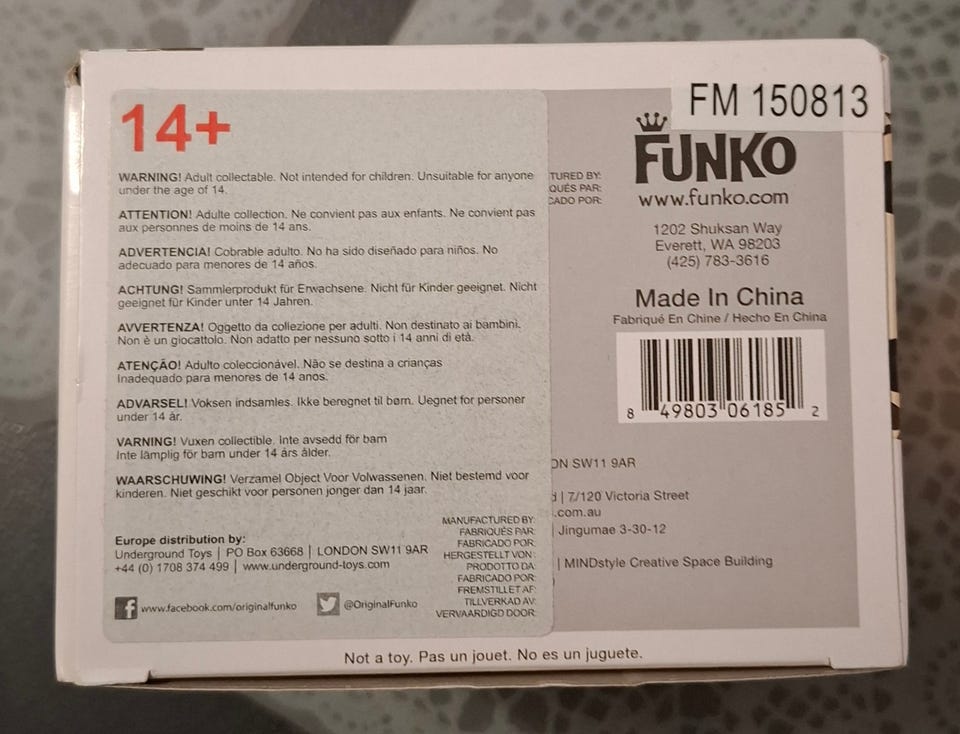 14+
WARNING! Adult collectable. Not intended for children. Unsuitable for anyone
under the age of 14.
ATTENTION! Adulte collection. Ne convient pas aux enfants. Ne convient pas
aux personnes de moins de 14 ans.
ADVERTENCIA! Cobrable adulto. No ha sido diseñado para niños. No
adecuado para menores de 14 años.
ACHTUNG! Sammlerprodukt für Erwachsene. Nicht für Kinder geeignet. Nicht
geeignet für Kinder unter 14 Jahren.
AVVERTENZA! Oggetto da collezione per adulti. Non destinato ai bambini.
Non è un giocattolo. Non adatto per nessuno sotto i 14 anni di età.
ATENÇÃO! Adulto coleccionável. Não se destina a crianças
Inadequado para menores de 14 anos.
ADVARSEL! Voksen indsamles. Ikke beregnet til børn. Uegnet for personer
under 14 år.
VARNING! Vuxen collectible. Inte avsedd för barn
Inte lämplig för barn under 14 års ålder.
WAARSCHUWING! Verzamel Object Voor Volwassenen. Niet bestemd voor
kinderen. Niet geschikt voor personen jonger dan 14 jaar.
Europe distribution by:
Underground Toys | PO Box 63668 | LONDON SW11 9AR
+44 (0) 1708 374 499 | www.underground-toys.com
www.facebook.com/originalfunko @OriginalFunko
MANUFACTURED BY:
FABRIQUÉS PAR:
FABRICADO POR:
HERGESTELLT VON :
PRODOTTO DA:
FABRICADO POR:
FREMSTILLET AF:
TILLVERKAD AV:
VERVAARDIGD DOOR:
FM 150813
TURED BY:
QUÉS PAR:
CADO POR:
FUNKO
www.funko.com
1202 Shuksan Way
Everett, WA 98203
(425) 783-3616
Made In China
Fabriqué En Chine / Hecho En China
8 49803 06185 2
ON SW11 9AR
d | 7/120 Victoria Street
.com.au
| Jingumae 3-30-12
| MINDstyle Creative Space Building
Not a toy. Pas un jouet. No es un juguete.